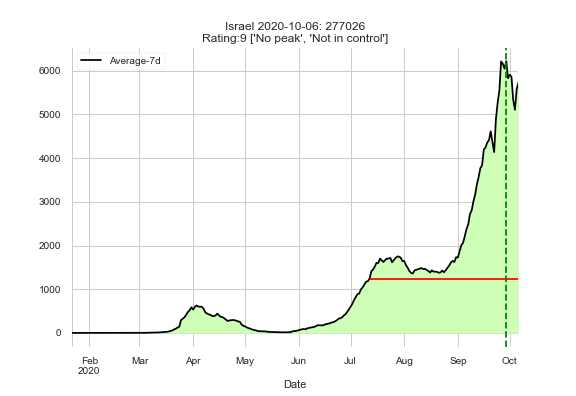 Israel 2020-10-06: 277026
Rating:9 ['No peak', 'Not in control']
Average-7d
6000
5000
4000
3000
2000
1000
0
Feb Mar Apr May Jun Jul Aug Sep Oct
2020
Date